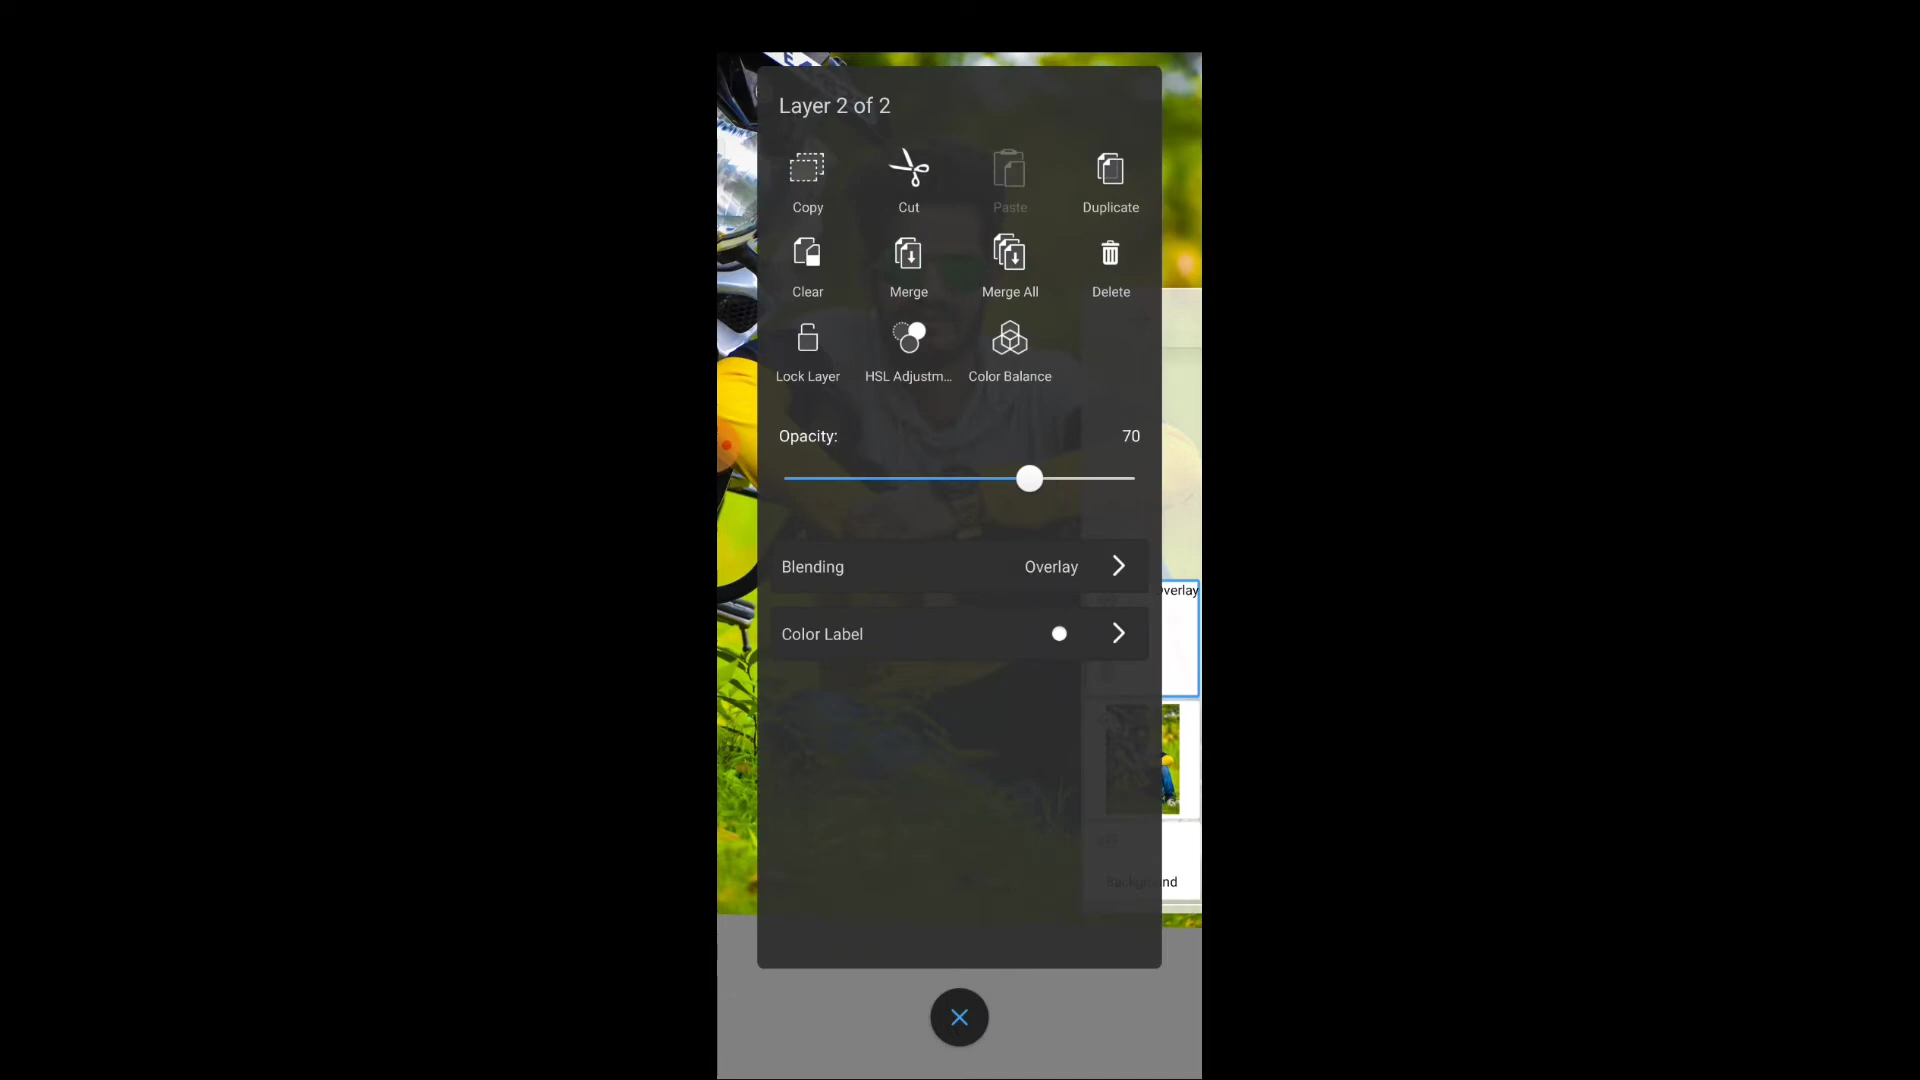 Layer 2 of 2
Copy
Cut
Paste
Duplicate
Clear
Merge
Merge All
Delete
Lock Layer
HSL Adjustm...
Color Balance
Opacity:
70
Blending
Overlay
verlay
Color Label
Background